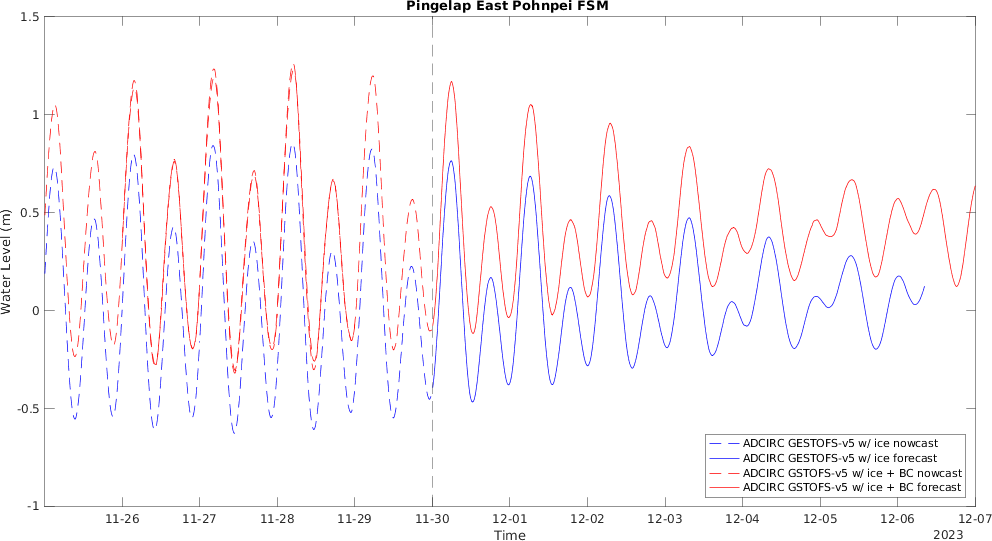 Pingelap East Pohnpei FSM
1.5
1
0.5
0
-0.5
-1
Water Level (m)
11-26 11-27 11-28 11-29 11-30 12-01 12-02 12-03 12-04 12-05 12-06 12-07
Time
2023
ADCIRC GESTOFS-v5 w/ ice nowcast
ADCIRC GESTOFS-v5 w/ ice forecast
ADCIRC GSTOFS-v5 w/ ice + BC nowcast
ADCIRC GSTOFS-v5 w/ ice + BC forecast